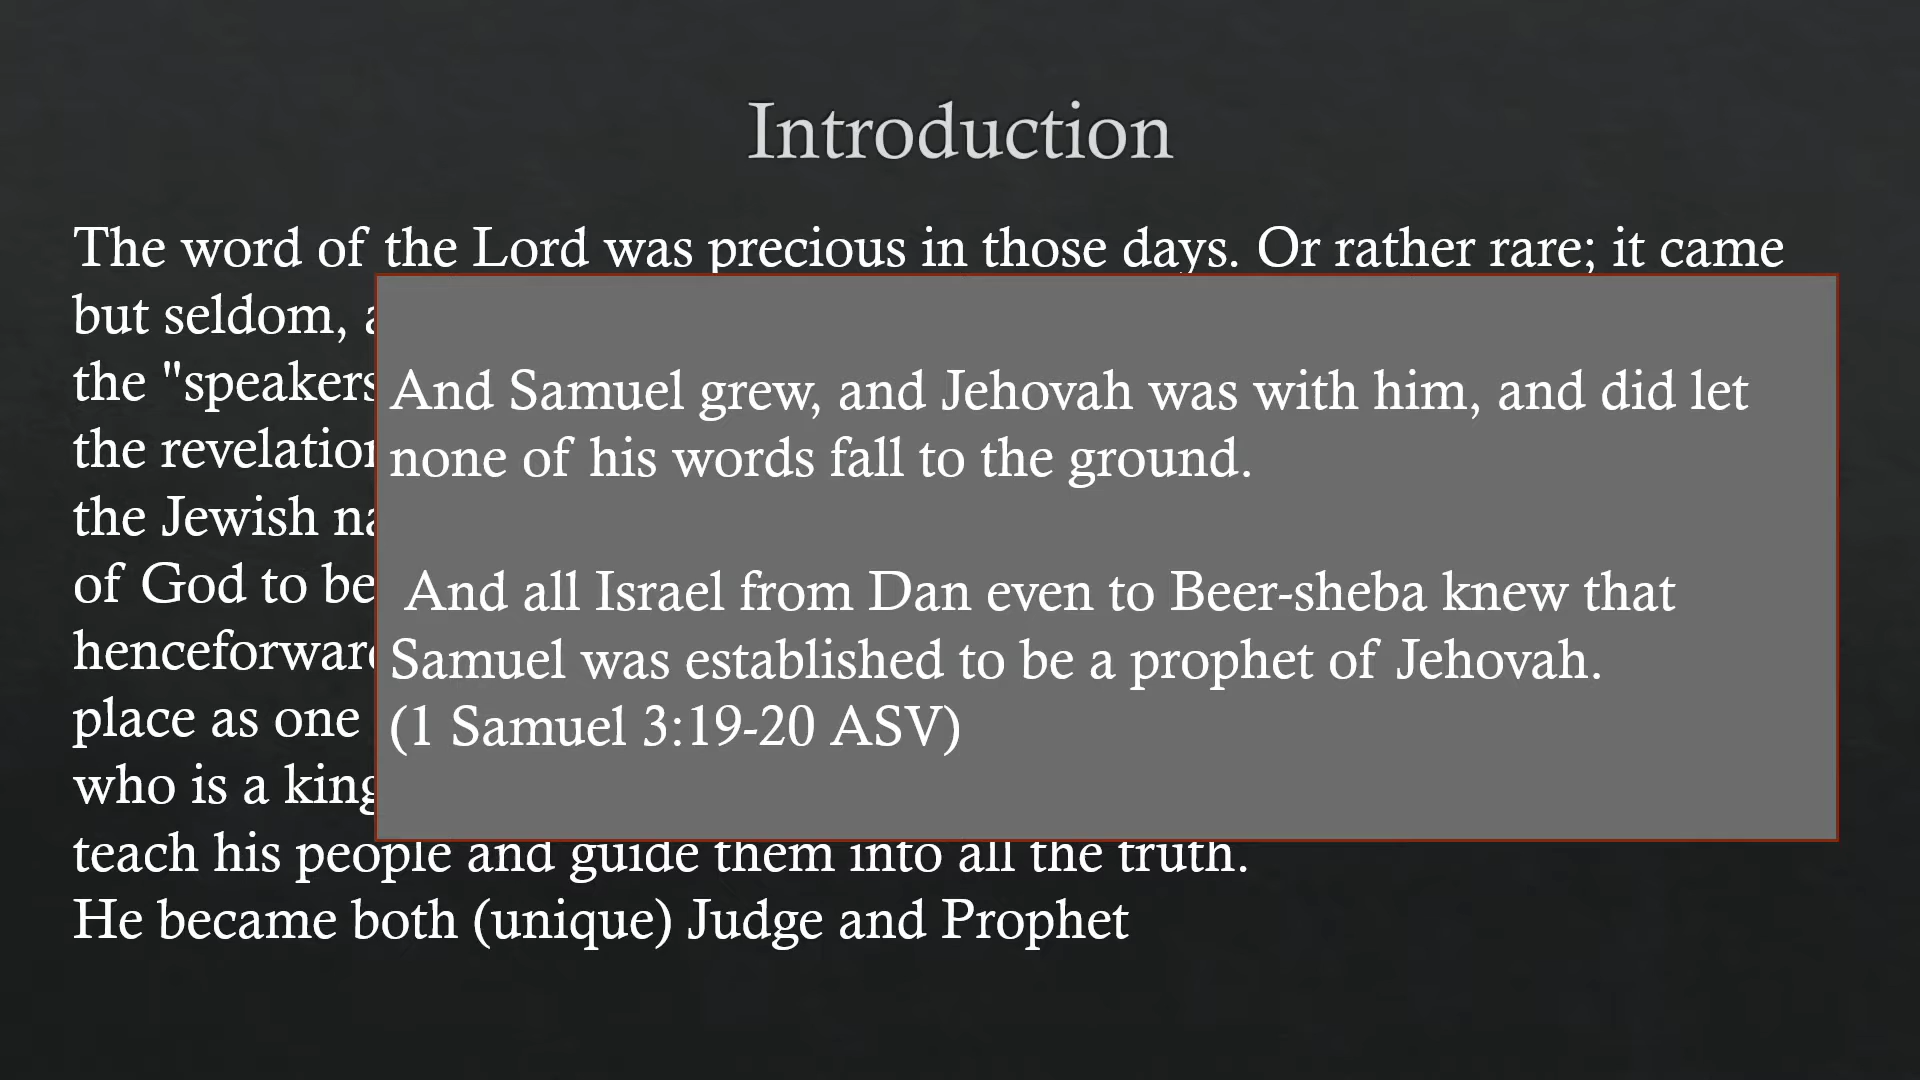 Introduction
The word of the Lord was precious in those days. Or rather rare; it came
but seldom,
the "speakers
the
the Jewish
of God to be
henceforward
place as one
who is a king
teach his people and guide them into all the truth.
He became both (unique) Judge and Prophet
And Samuel grew, and Jehovah was with him, and did let
none of his words fall to the ground.
And all Israel from Dan even to Beer-sheba knew that
Samuel was established to be a prophet of Jehovah.
(1 Samuel 3:19-20 ASV)